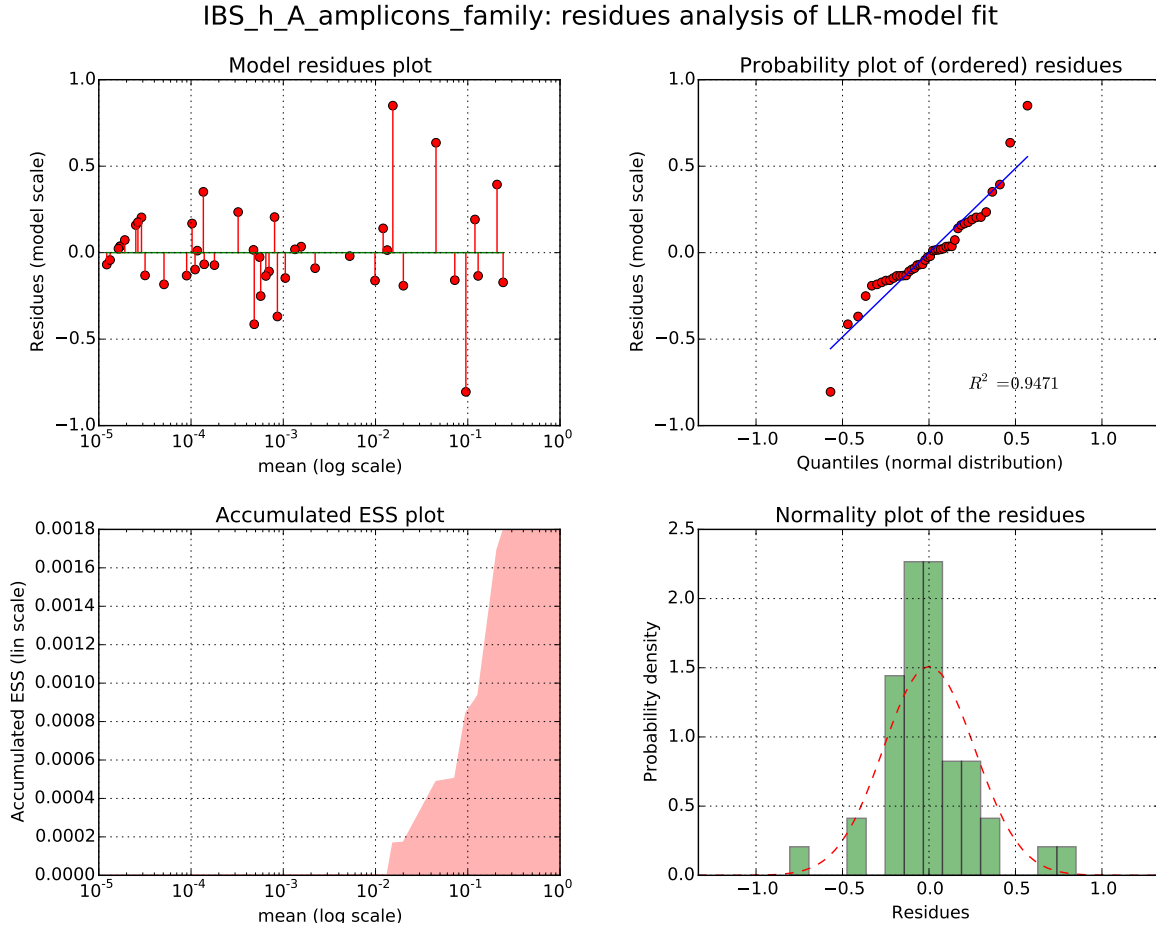 IBS_h_A_amplicons_family: residues analysis of LLR-model fit
Model residues plot
Residues (model scale)
1.0
0.5
0.0
−0.5
−1.0
10^-5 10^-4 10^-3 10^-2 10^-1 10^0
mean (log scale)
Probability plot of (ordered) residues
Residues (model scale)
1.0
0.5
0.0
−0.5
−1.0
R^2 =0.9471
−1.0 −0.5 0.0 0.5 1.0
Quantiles (normal distribution)
Accumulated ESS plot
Accumulated ESS (lin scale)
0.0018
0.0016
0.0014
0.0012
0.0010
0.0008
0.0006
0.0004
0.0002
0.0000
10^-5 10^-4 10^-3 10^-2 10^-1 10^0
mean (log scale)
Normality plot of the residues
Probability density
2.5
2.0
1.5
1.0
0.5
0.0
−1.0 −0.5 0.0 0.5 1.0
Residues